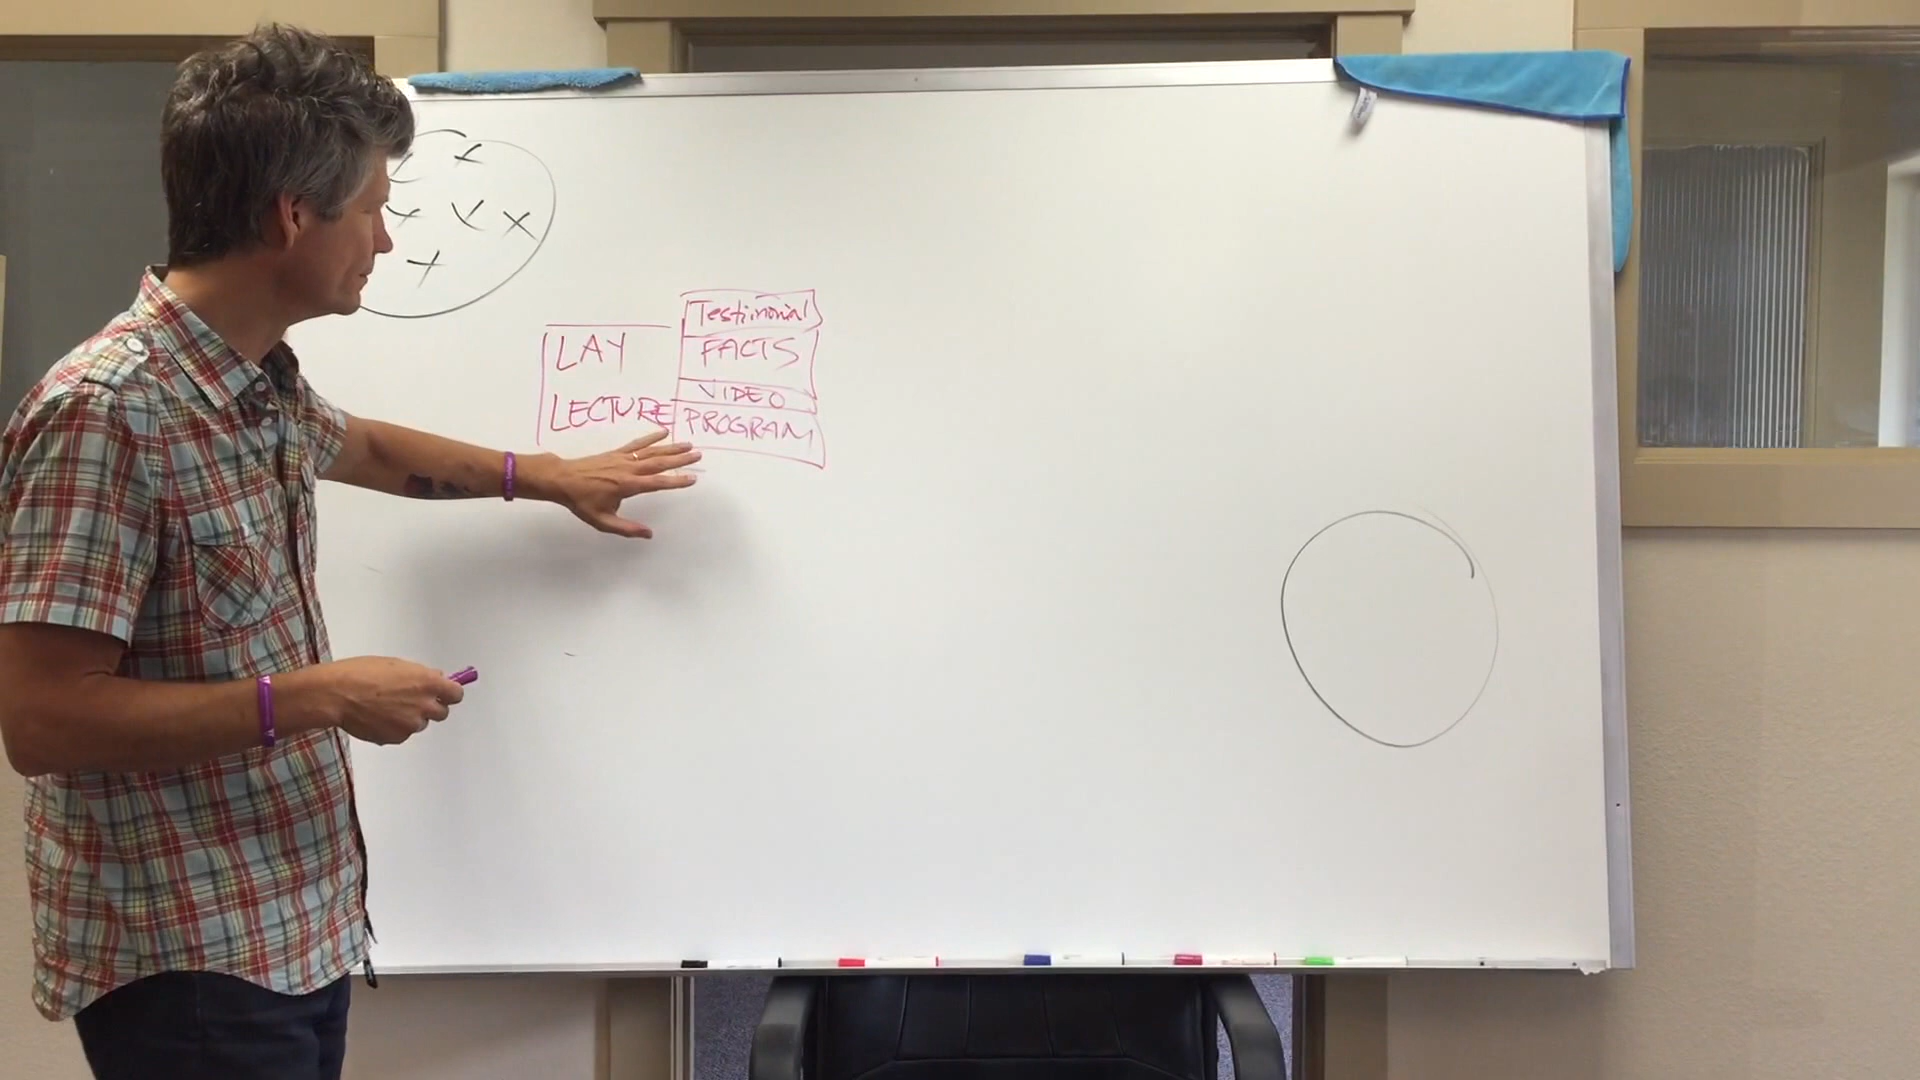 LAY
LECTURE
Testimonial
FACTS
VIDEO
PROGRAM